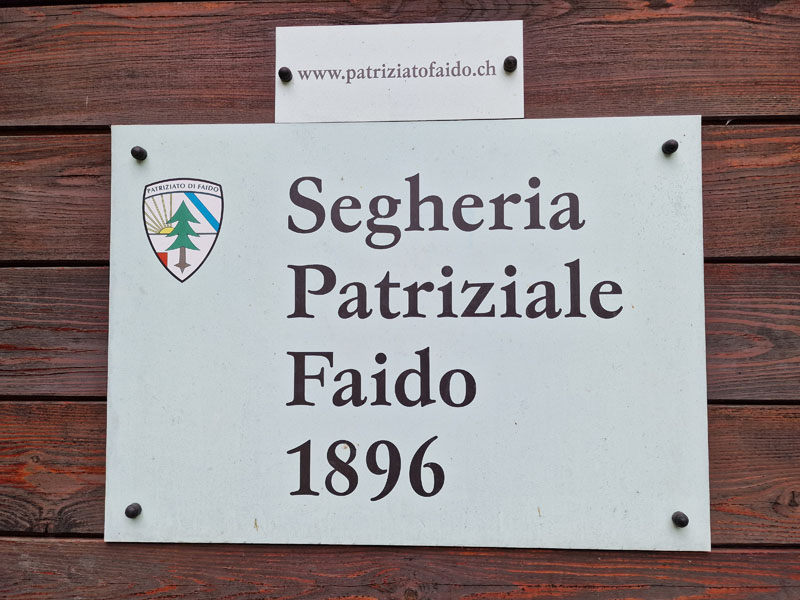 www.patriziatofaido.ch
PATRIZIATO DI FAIDO
Segheria
Patriziale
Faido
1896